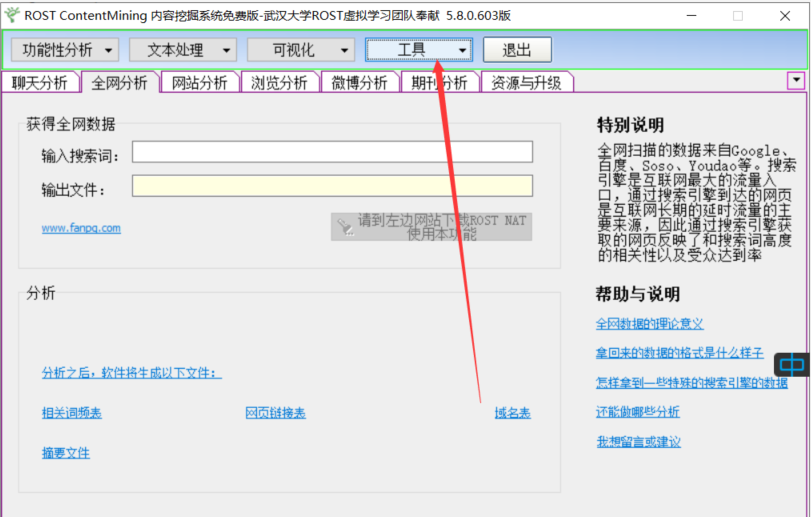 ROST ContentMining 内容挖掘系统免费版-武汉大学ROST虚拟学习团队奉献 5.8.0.603版
功能性分析 文本处理 可视化 工具 退出
聊天分析 全网分析 网站分析 浏览分析 微博分析 期刊分析 资源与升级
获得全网数据
输入搜索词:
输出文件:
www.fanpq.com
请到左边网站下载ROST NAT
使用本功能
分析
分析之后,软件将生成以下文件:
相关词频表 网页链接表 域名表
摘要文件
特别说明
全网扫描的数据来自Google、
百度、Soso、Youdao等。搜索
引擎是互联网最大的流量入
口,通过搜索引擎到达的网页
是互联网长期的延时流量的主
要来源,因此通过搜索引擎获
取的网页反映了和搜索词高度
的相关性以及受众达到率
帮助与说明
全网数据的理论意义
拿回来的数据的格式是什么样子
怎样拿到一些特殊的搜索引擎的数据
还能做哪些分析
我想留言或建议
中